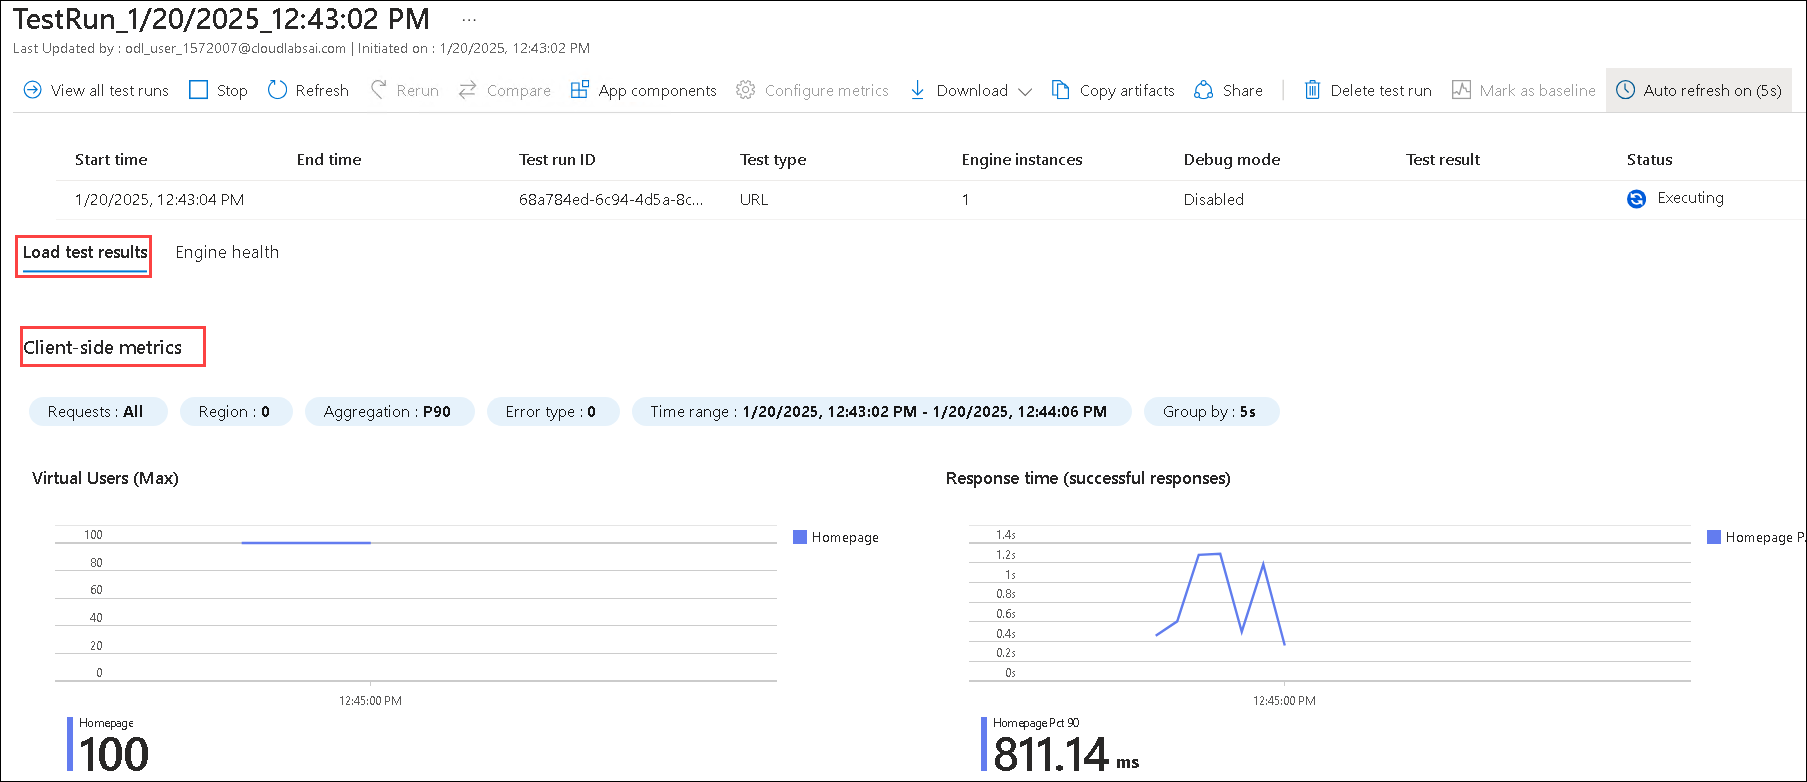 TestRun_1/20/2025_12:43:02 PM ...
Last Updated by : odl_user_1572007@cloudlabsai.com | Initiated on : 1/20/2025, 12:43:02 PM
View all test runs Stop Refresh Rerun Compare App components Configure metrics Download Copy artifacts Share Delete test run Mark as baseline Auto refresh on (5s)
Start time End time Test run ID Test type Engine instances Debug mode Test result Status
1/20/2025, 12:43:04 PM 68a784ed-6c94-4d5a-8c... URL 1 Disabled Executing
Load test results Engine health
Client-side metrics
Requests : All Region : 0 Aggregation : P90 Error type : 0 Time range : 1/20/2025, 12:43:02 PM - 1/20/2025, 12:44:06 PM Group by : 5s
Virtual Users (Max)
100
80
60
40
20
0
12:45:00 PM
Homepage
Homepage
100
Response time (successful responses)
1.4s
1.2s
1s
0.8s
0.6s
0.4s
0.2s
0s
12:45:00 PM
Homepage P.
Homepage Pct 90
811.14 ms